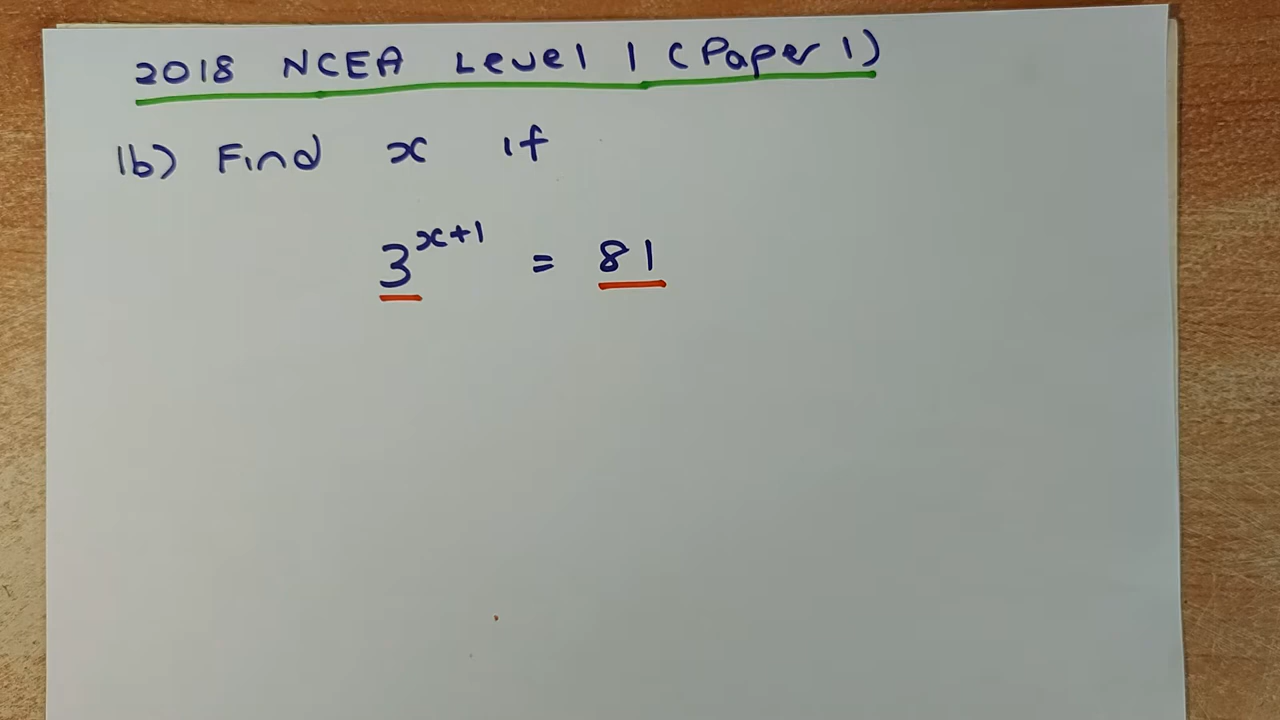 2018 NCEA Level 1 (Paper 1)
1b) Find x if
3^{x+1} = 81